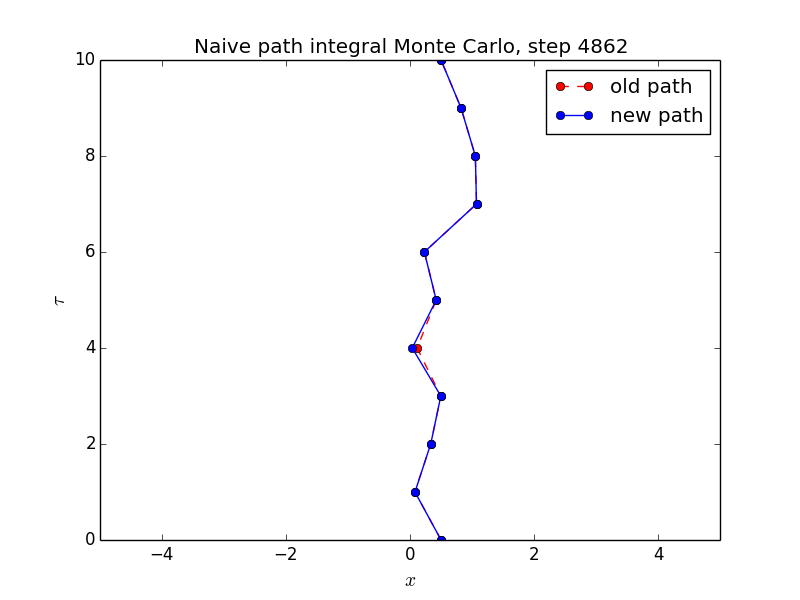 Naive path integral Monte Carlo, step 4862
old path
new path
10
8
6
4
2
0
τ
−4 −2 0 2 4
x